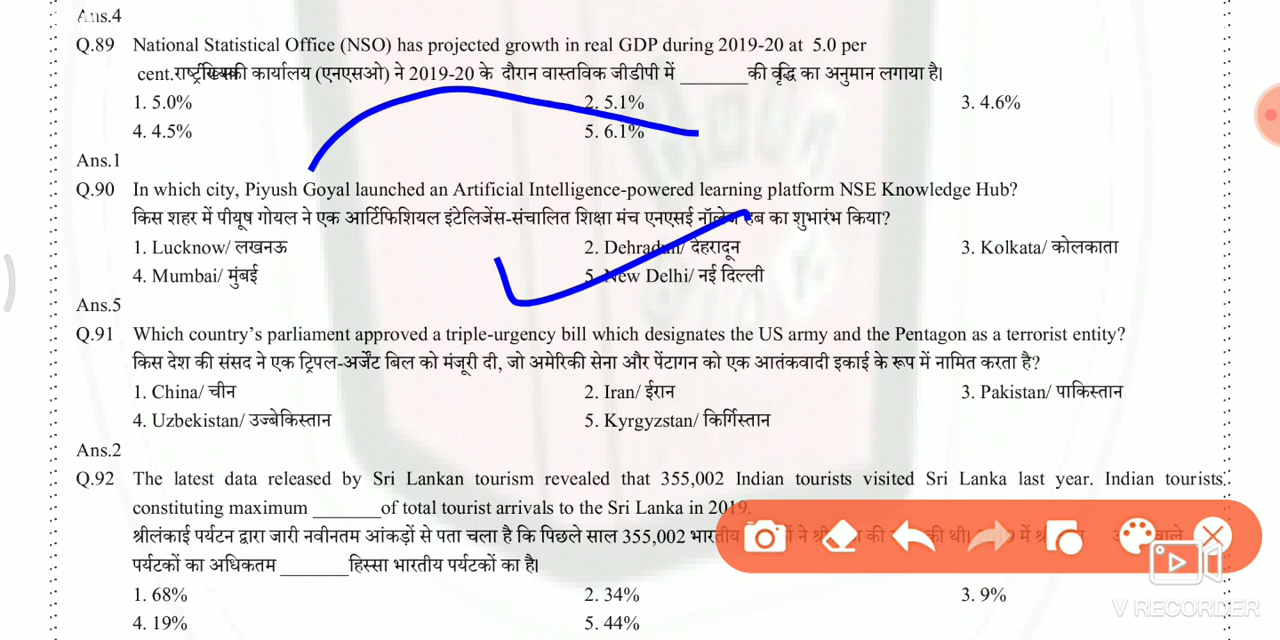 Ans.4
Q.89 National Statistical Office (NSO) has projected growth in real GDP during 2019-20 at 5.0 per
cent. कार्यालय (एनएसओ) ने 2019-20 के दौरान वास्तविक जीडीपी में _______ की वृद्धि का अनुमान लगाया है।
1. 5.0% 2. 5.1% 3. 4.6%
4. 4.5% 5. 6.1%
Ans.1
Q.90 In which city, Piyush Goyal launched an Artificial Intelligence-powered learning platform NSE Knowledge Hub?
किस शहर में पीयूष गोयल ने एक आर्टिफिशियल इंटेलिजेंस-संचालित शिक्षा मंच एनएसई नॉलेज हब का शुभारंभ किया?
1. Lucknow/ लखनऊ 2. Dehradun/ देहरादून 3. Kolkata/ कोलकाता
4. Mumbai/ मुंबई 5. New Delhi/ नई दिल्ली
Ans.5
Q.91 Which country’s parliament approved a triple-urgency bill which designates the US army and the Pentagon as a terrorist entity?
किस देश की संसद ने एक ट्रिपल-अर्जेंट बिल को मंजूरी दी, जो अमेरिकी सेना और पेंटागन को एक आतंकवादी इकाई के रूप में नामित करता है?
1. China/ चीन 2. Iran/ ईरान 3. Pakistan/ पाकिस्तान
4. Uzbekistan/ उज्बेकिस्तान 5. Kyrgyzstan/ किर्गिस्तान
Ans.2
Q.92 The latest data released by Sri Lankan tourism revealed that 355,002 Indian tourists visited Sri Lanka last year. Indian tourists
constituting maximum _______of total tourist arrivals to the Sri Lanka in 2019.
श्रीलंकाई पर्यटन द्वारा जारी नवीनतम आंकड़ों से पता चला है कि पिछले साल 355,002 ने की थी। में वाले
पर्यटकों का अधिकतम _______हिस्सा भारतीय पर्यटकों का है।
1. 68% 2. 34% 3. 9%
4. 19% 5. 44%
V RECORDER